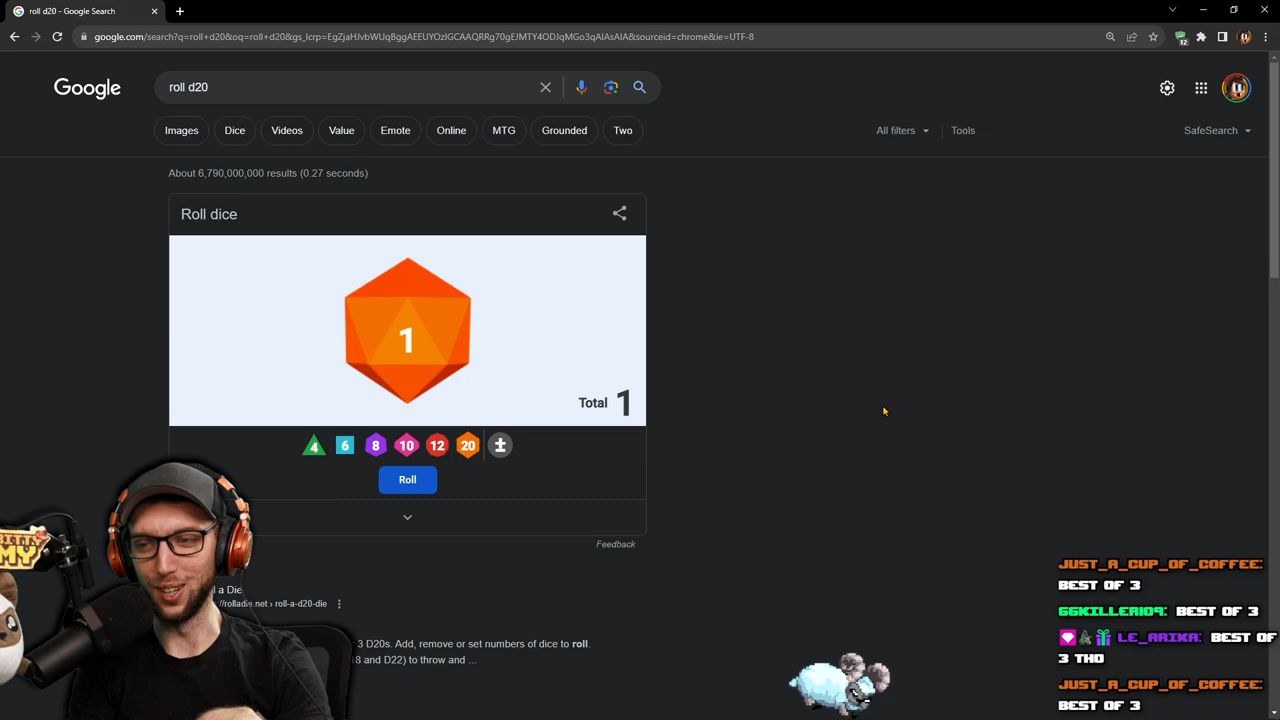 roll d20 - Google Search
google.com/search?q=roll+d20&oq=roll+d20&gs_lcrp=EgZjaHJvbWUqBggAEEUYOzIGCAAQRRg70gEJMTY4ODJqMGo3qAIAsAIA&sourceid=chrome&ie=UTF-8
12
Google
roll d20
Images
Dice
Videos
Value
Emote
Online
MTG
Grounded
Two
All filters
Tools
SafeSearch
About 6,790,000,000 results (0.27 seconds)
Roll dice
1
Total 1
4 6 8 10 12 20 ±
Roll
Feedback
l a Die
://rolladie.net › roll-a-d20-die
3 D20s. Add, remove or set numbers of dice to roll.
8 and D22) to throw and ...
MY
JUST_A_CUP_OF_COFFEE:
BEST OF 3
GGKILLER109: BEST OF 3
LE_ARIKA: BEST OF
3 THO
JUST_A_CUP_OF_COFFEE:
BEST OF 3